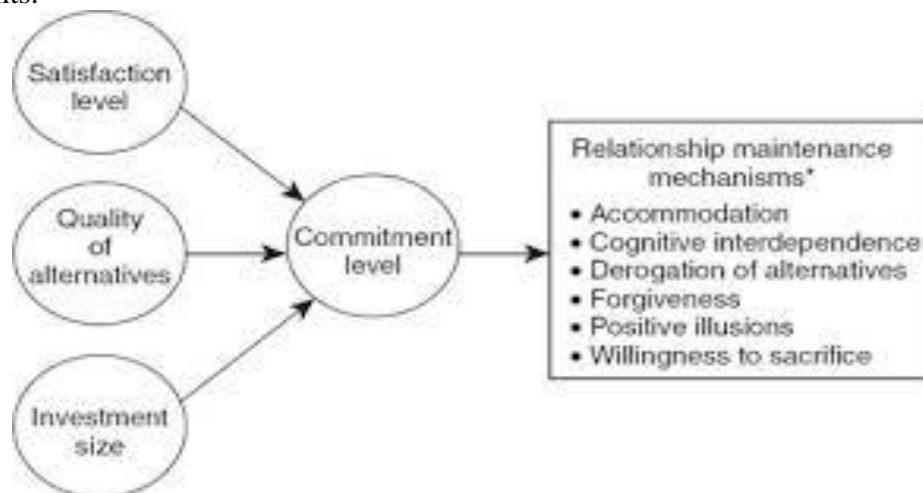 Satisfaction
level
Quality
of
alternatives
Investment
size
Commitment
level
Relationship maintenance
mechanisms*
• Accommodation
• Cognitive interdependence
• Derogation of alternatives
• Forgiveness
• Positive illusions
• Willingness to sacrifice